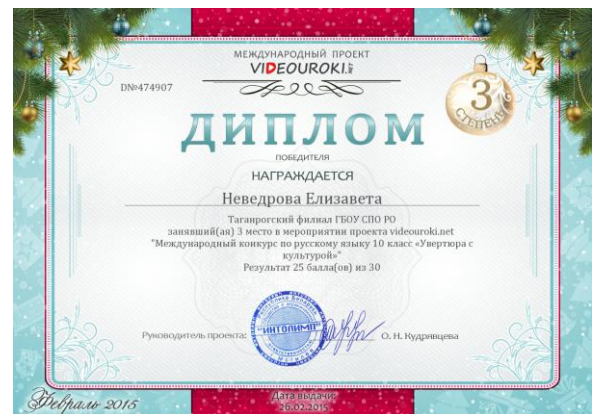 МЕЖДУНАРОДНЫЙ ПРОЕКТ
VIDEOUROKI.NET
DN№474907
3
СТЕПЕНЬ
ДИПЛОМ
ПОБЕДИТЕЛЯ
НАГРАЖДАЕТСЯ
Неведрова Елизавета
Таганрогский филиал ГБОУ СПО РО
занявший(ая) 3 место в мероприятии проекта videouroki.net
"Международный конкурс по русскому языку 10 класс «Увертюра с
культурой»"
Результат 25 балла(ов) из 30
Руководитель проекта:
"ИНТОЛИМП"
О. Н. Кудрявцева
Февраль 2015
Дата выдачи:
26.02.2015